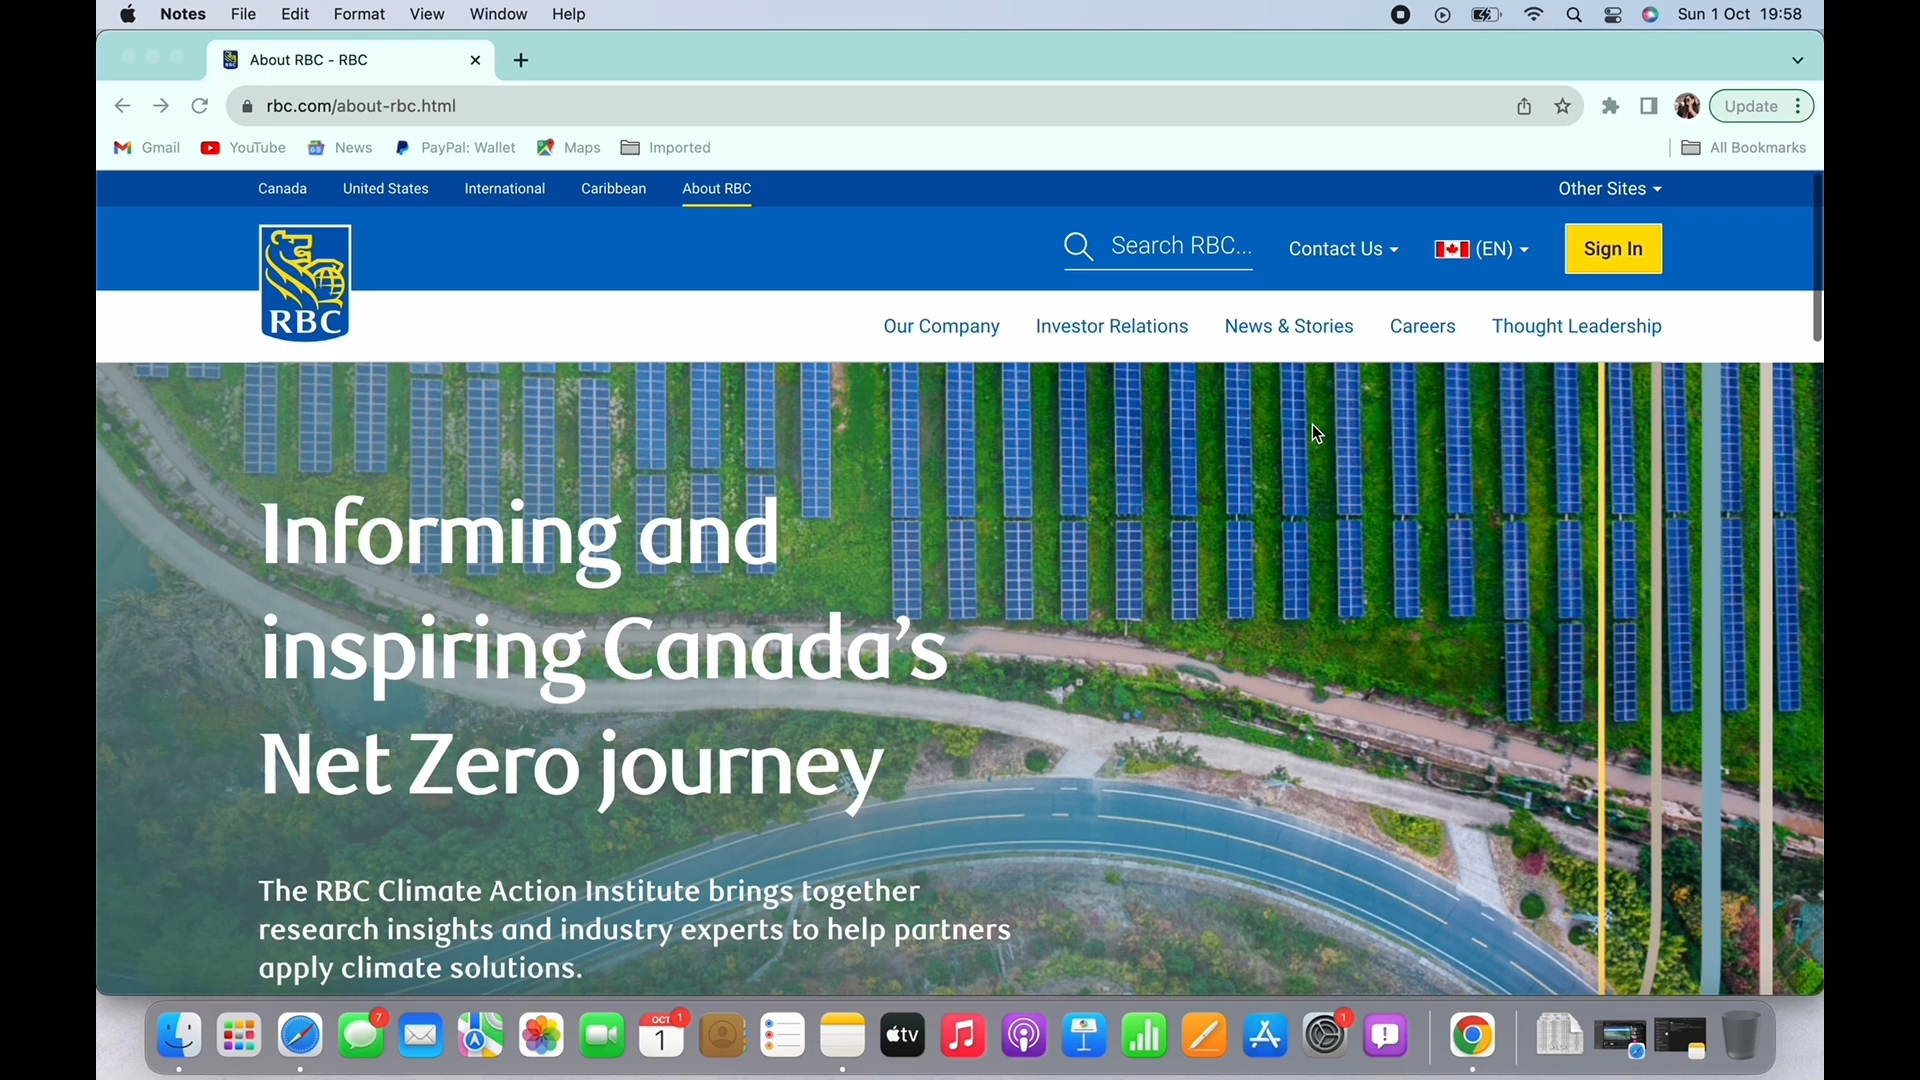 Notes File Edit Format View Window Help Sun 1 Oct 19:58
About RBC - RBC
rbc.com/about-rbc.html Update
Gmail YouTube News PayPal: Wallet Maps Imported All Bookmarks
Canada United States International Caribbean About RBC Other Sites
Search RBC... Contact Us (EN) Sign In
RBC
Our Company Investor Relations News & Stories Careers Thought Leadership
Informing and
inspiring Canada's
Net Zero journey
The RBC Climate Action Institute brings together
research insights and industry experts to help partners
apply climate solutions.
7 OCT 1 1 tv 1